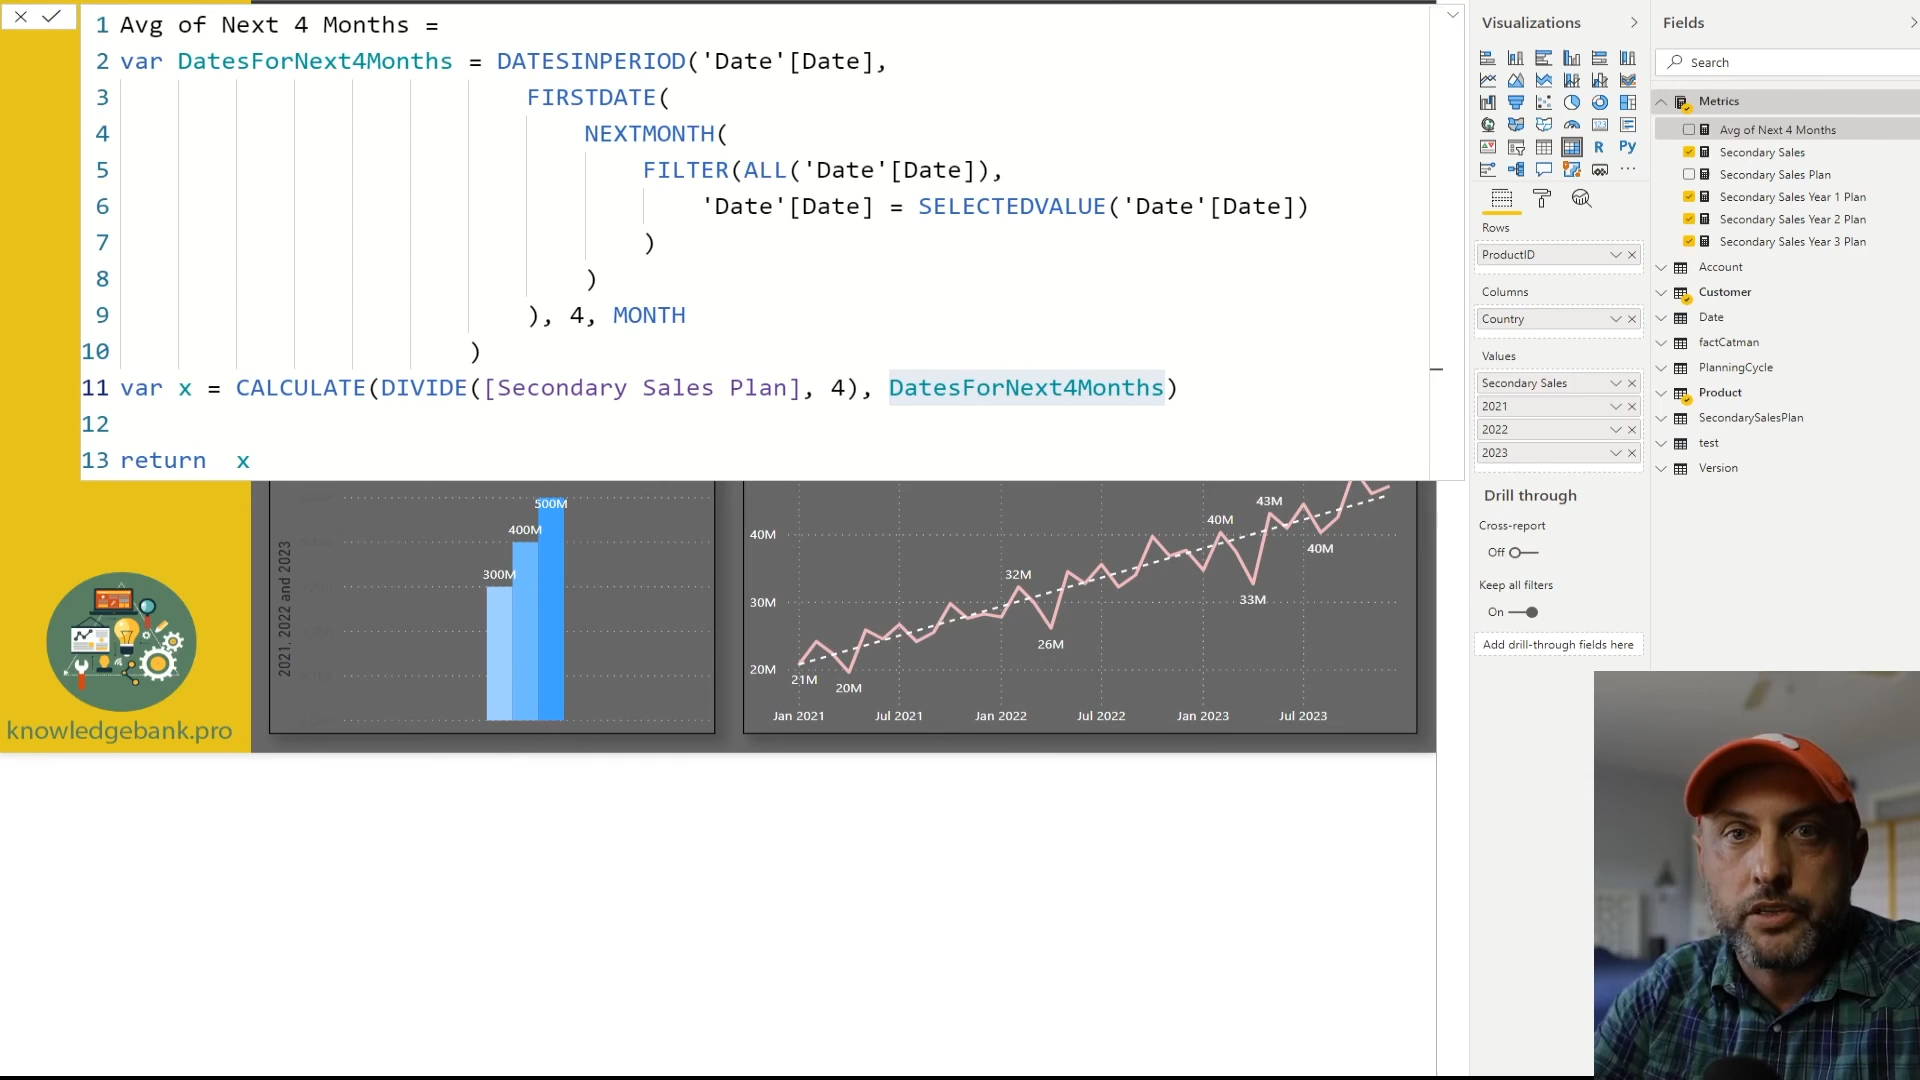 1 Avg of Next 4 Months =
2 var DatesForNext4Months = DATESINPERIOD('Date'[Date],
3 FIRSTDATE(
4 NEXTMONTH(
5 FILTER(ALL('Date'[Date]),
6 'Date'[Date] = SELECTEDVALUE('Date'[Date])
7 )
8 )
9 ), 4, MONTH
10 )
11 var x = CALCULATE(DIVIDE([Secondary Sales Plan], 4), DatesForNext4Months)
12
13 return x
knowledgebank.pro
2021, 2022 and 2023
300M
400M
500M
40M
30M
20M
21M
20M
32M
26M
40M
33M
43M
40M
Jan 2021
Jul 2021
Jan 2022
Jul 2022
Jan 2023
Jul 2023
Visualizations
R
Py
123
Rows
ProductID
Columns
Country
Values
Secondary Sales
2021
2022
2023
Drill through
Cross-report
Off
Keep all filters
On
Add drill-through fields here
Fields
Search
Metrics
Avg of Next 4 Months
Secondary Sales
Secondary Sales Plan
Secondary Sales Year 1 Plan
Secondary Sales Year 2 Plan
Secondary Sales Year 3 Plan
Account
Customer
Date
factCatman
PlanningCycle
Product
SecondarySalesPlan
test
Version